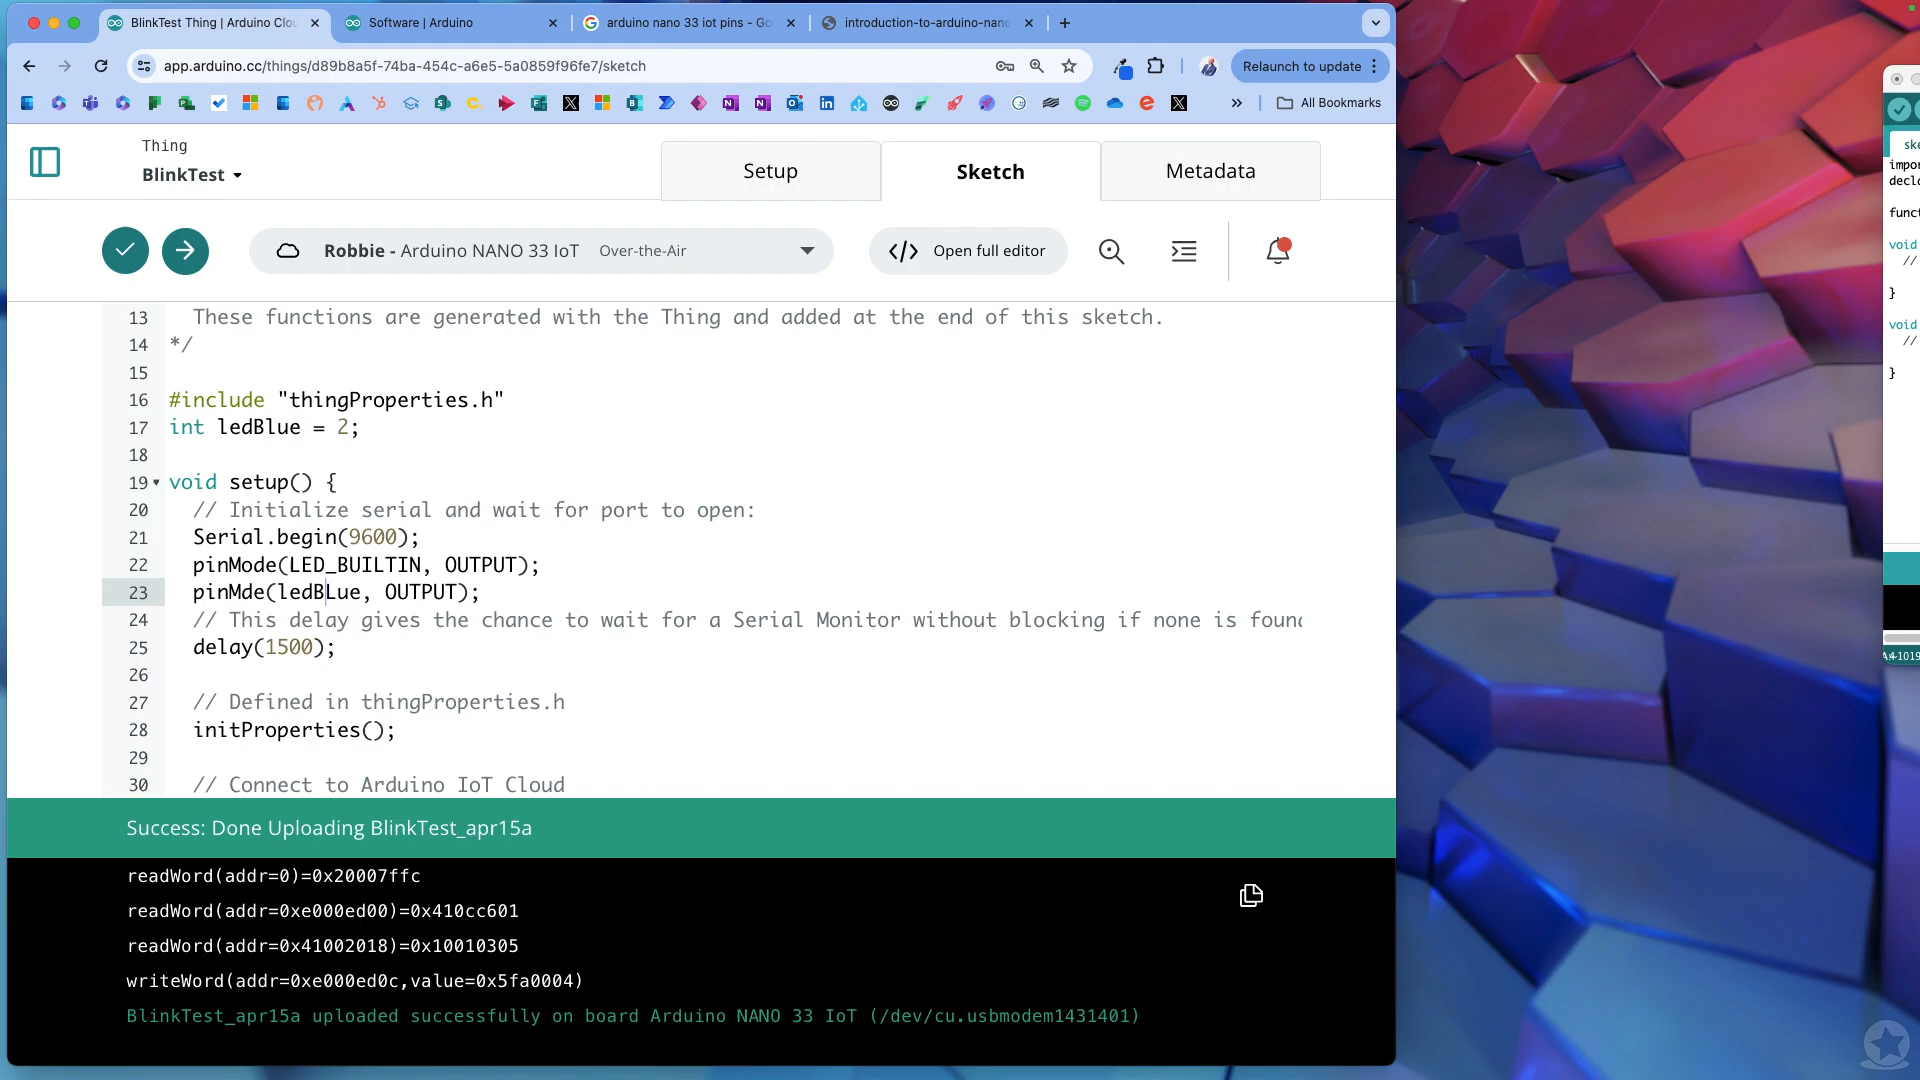 BlinkTest Thing | Arduino Clou
Software | Arduino
arduino nano 33 iot pins - Go
introduction-to-arduino-nano
app.arduino.cc/things/d89b8a5f-74ba-454c-a6e5-5a0859f96fe7/sketch
Relaunch to update
All Bookmarks
Thing
BlinkTest
Setup
Sketch
Metadata
Robbie - Arduino NANO 33 IoT Over-the-Air
Open full editor
13 These functions are generated with the Thing and added at the end of this sketch.
14 */
15
16 #include "thingProperties.h"
17 int ledBlue = 2;
18
19 void setup() {
20 // Initialize serial and wait for port to open:
21 Serial.begin(9600);
22 pinMode(LED_BUILTIN, OUTPUT);
23 pinMde(ledBLue, OUTPUT);
24 // This delay gives the chance to wait for a Serial Monitor without blocking if none is found
25 delay(1500);
26
27 // Defined in thingProperties.h
28 initProperties();
29
30 // Connect to Arduino IoT Cloud
Success: Done Uploading BlinkTest_apr15a
readWord(addr=0)=0x20007ffc
readWord(addr=0xe000ed00)=0x410cc601
readWord(addr=0x41002018)=0x10010305
writeWord(addr=0xe000ed0c,value=0x5fa0004)
BlinkTest_apr15a uploaded successfully on board Arduino NANO 33 IoT (/dev/cu.usbmodem1431401)
ske
impor
decla
funct
void
//
}
void
//
}